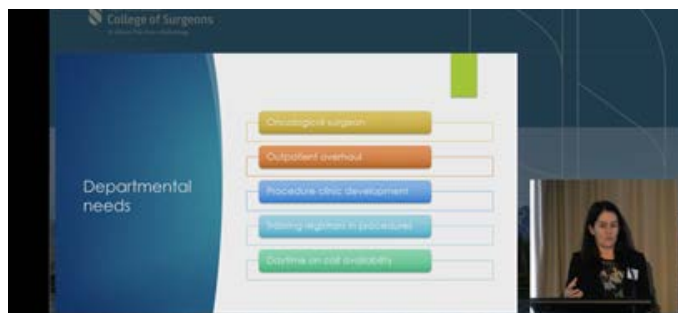 College of Surgeons
Departmental
needs
Oncological surgeon
Outpatient overhaul
Procedure clinic development
Training registrars in procedures
Daytime on call availability